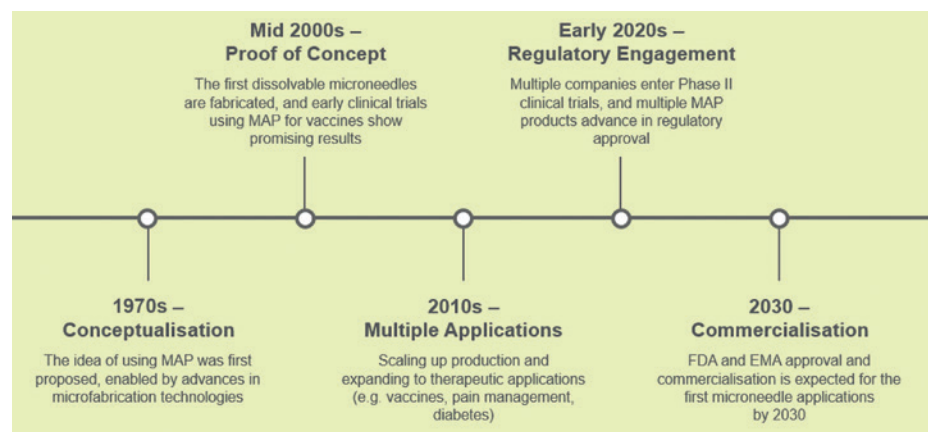 Mid 2000s –
Proof of Concept
The first dissolvable microneedles
are fabricated, and early clinical trials
using MAP for vaccines show
promising results
Early 2020s –
Regulatory Engagement
Multiple companies enter Phase II
clinical trials, and multiple MAP
products advance in regulatory
approval
1970s –
Conceptualisation
The idea of using MAP was first
proposed, enabled by advances in
microfabrication technologies
2010s –
Multiple Applications
Scaling up production and
expanding to therapeutic applications
(e.g. vaccines, pain management,
diabetes)
2030 –
Commercialisation
FDA and EMA approval and
commercialisation is expected for the
first microneedle applications
by 2030